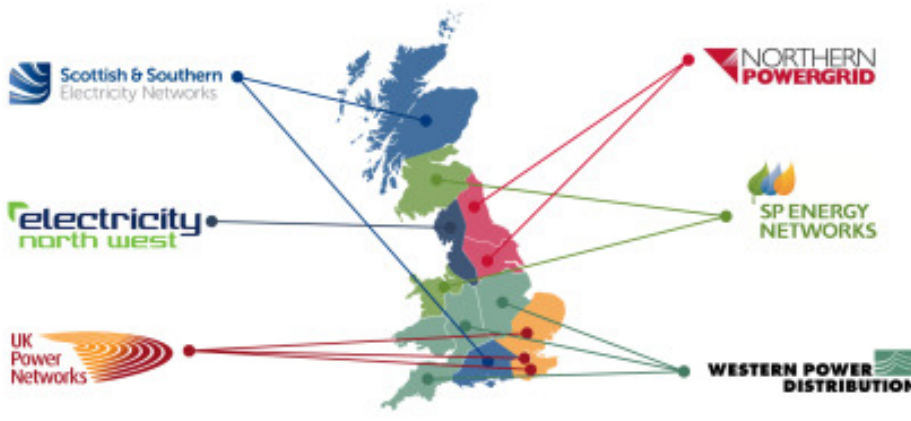 Scottish & Southern
Electricity Networks
NORTHERN
POWERGRID
electricity
north west
SP ENERGY
NETWORKS
UK
Power
Networks
WESTERN POWER
DISTRIBUTION